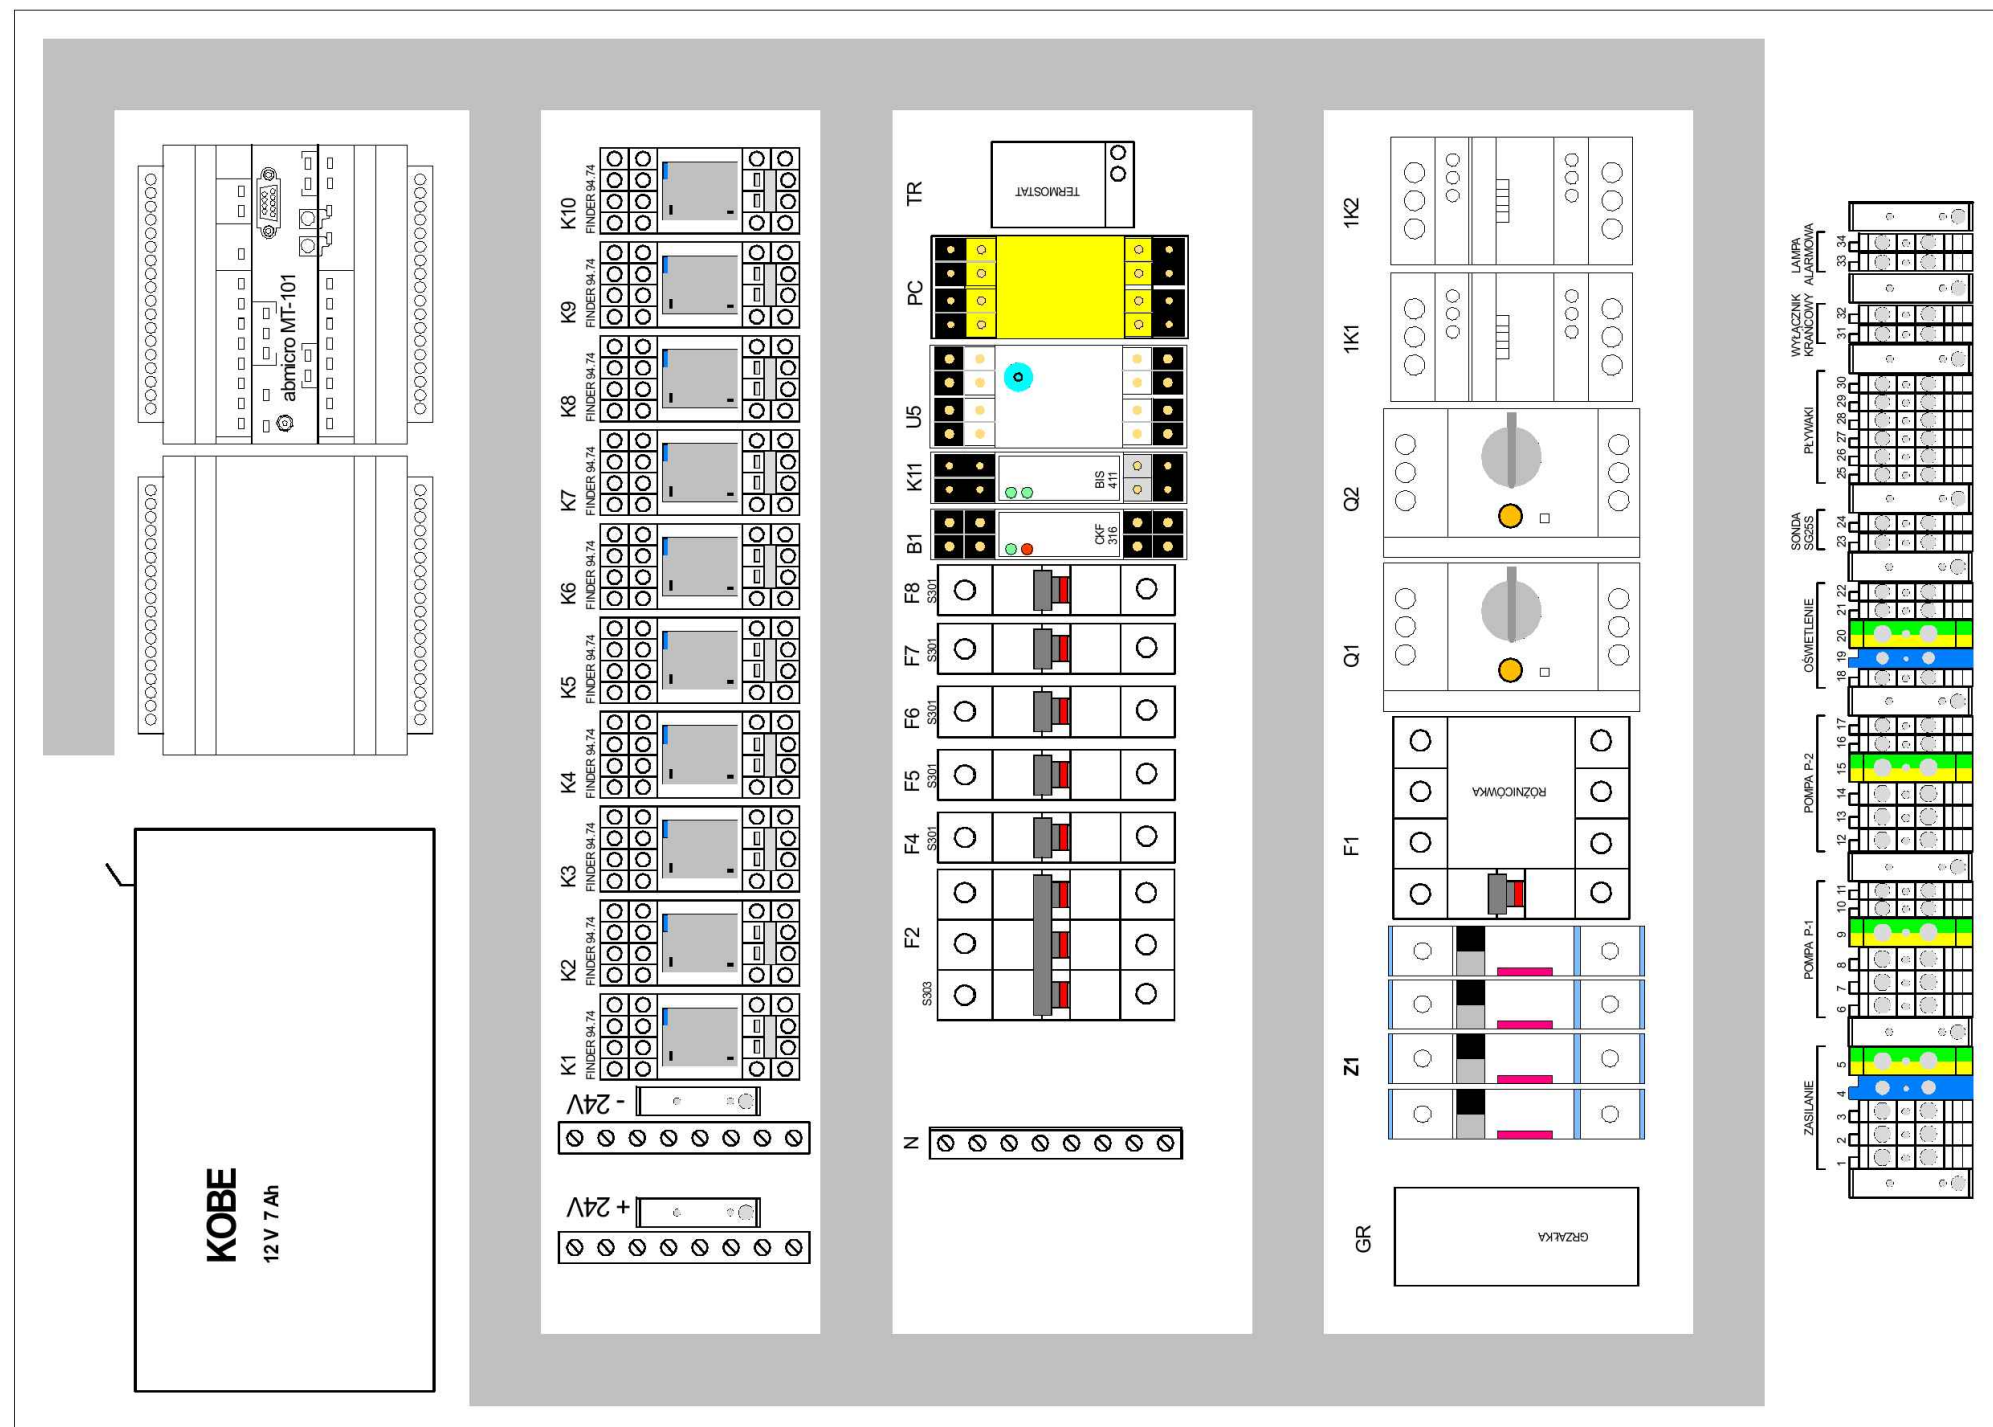 abmicro MT-101
KOBE
12 V 7 Ah
K10
FINDER 94.74
K9
FINDER 94.74
K8
FINDER 94.74
K7
FINDER 94.74
K6
FINDER 94.74
K5
FINDER 94.74
K4
FINDER 94.74
K3
FINDER 94.74
K2
FINDER 94.74
K1
FINDER 94.74
- 24V
+ 24V
TR
TERMOSTAT
PC
U5
K11
BIS
411
B1
CKF
316
F8
S301
F7
S301
F6
S301
F5
S301
F4
S301
F2
S303
N
1K2
1K1
Q2
Q1
F1
RÓŻNICÓWKA
Z1
GR
GRZAŁKA
LAMPA
ALARMOWA
34
33
WYŁĄCZNIK
KRAŃCOWY
32
31
PŁYWAKI
30
29
28
27
26
25
SONDA
SG25S
24
23
OŚWIETLENIE
22
21
20
19
18
POMPA P-2
17
16
15
14
13
12
POMPA P-1
11
10
9
8
7
6
ZASILANIE
5
4
3
2
1